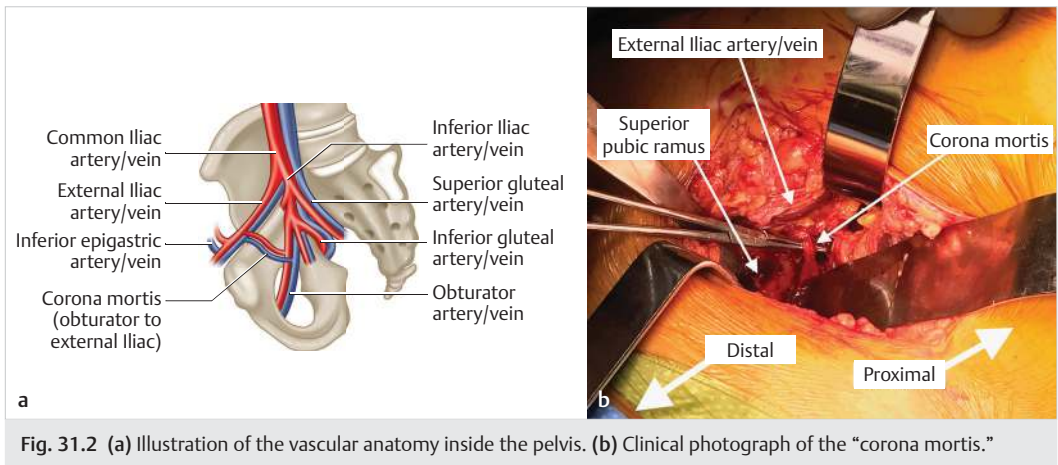 Common Iliac
artery/vein
External Iliac
artery/vein
Inferior epigastric
artery/vein
Corona mortis
(obturator to
external Iliac)
Inferior Iliac
artery/vein
Superior gluteal
artery/vein
Inferior gluteal
artery/vein
Obturator
artery/vein
a
External Iliac artery/vein
Superior
pubic ramus
Corona mortis
Distal
Proximal
b
Fig. 31.2 (a) Illustration of the vascular anatomy inside the pelvis. (b) Clinical photograph of the “corona mortis.”